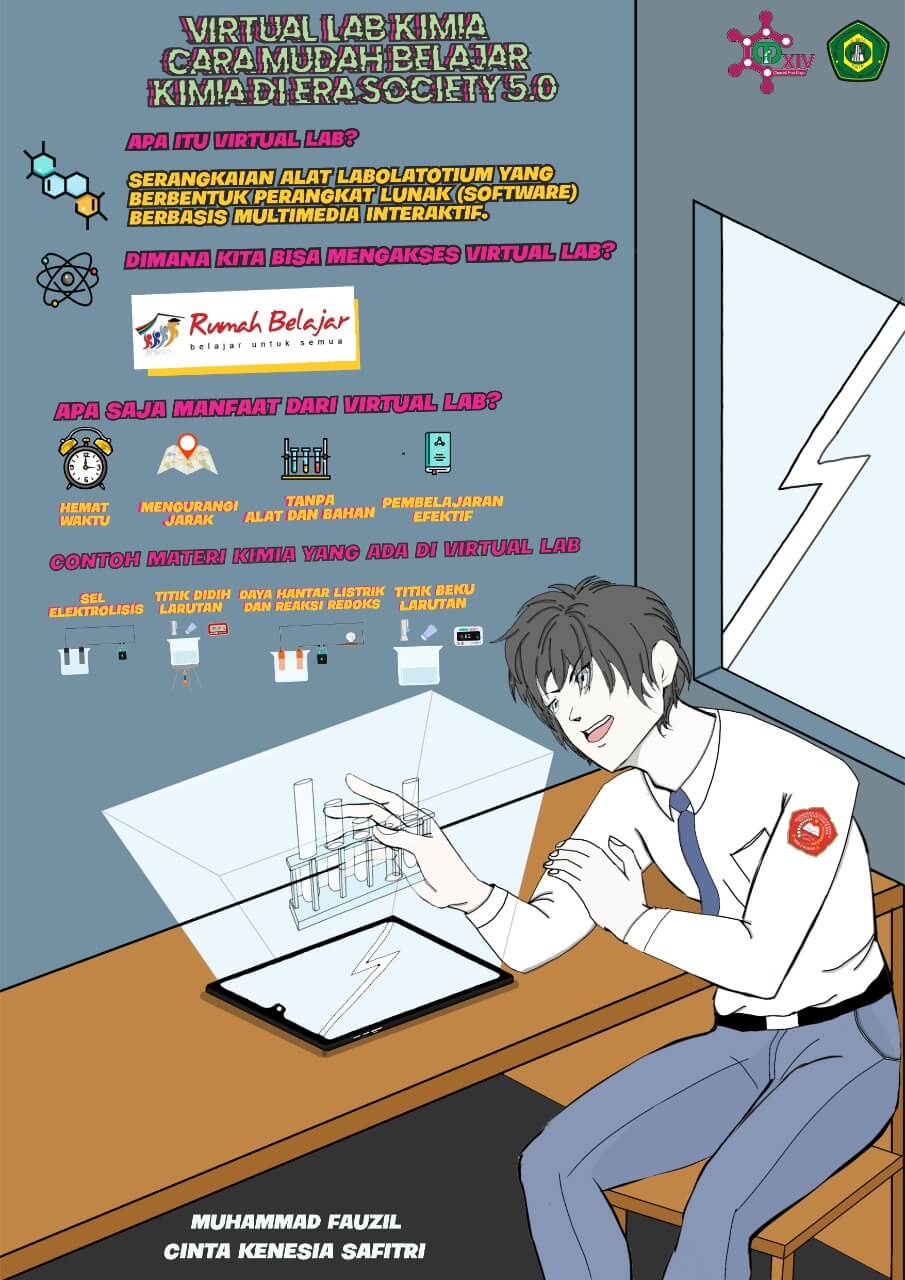 VIRTUAL LAB KIMIA
CARA MUDAH BELAJAR
KIMIA DI ERA SOCIETY 5.0
XIV
APA ITU VIRTUAL LAB?
SERANGKAIAN ALAT LABOLATOTIUM YANG
BERBENTUK PERANGKAT LUNAK (SOFTWARE)
BERBASIS MULTIMEDIA INTERAKTIF.
DIMANA KITA BISA MENGAKSES VIRTUAL LAB?
Rumah Belajar
belajar untuk semua
APA SAJA MANFAAT DARI VIRTUAL LAB?
HEMAT
WAKTU
MENGURANGI
JARAK
TANPA
ALAT DAN BAHAN
PEMBELAJARAN
EFEKTIF
CONTOH MATERI KIMIA YANG ADA DI VIRTUAL LAB
SEL
ELEKTROLISIS
TITIK DIDIH
LARUTAN
DAYA HANTAR LISTRIK
DAN REAKSI REDOKS
TITIK BEKU
LARUTAN
MUHAMMAD FAUZIL
CINTA KENESIA SAFITRI